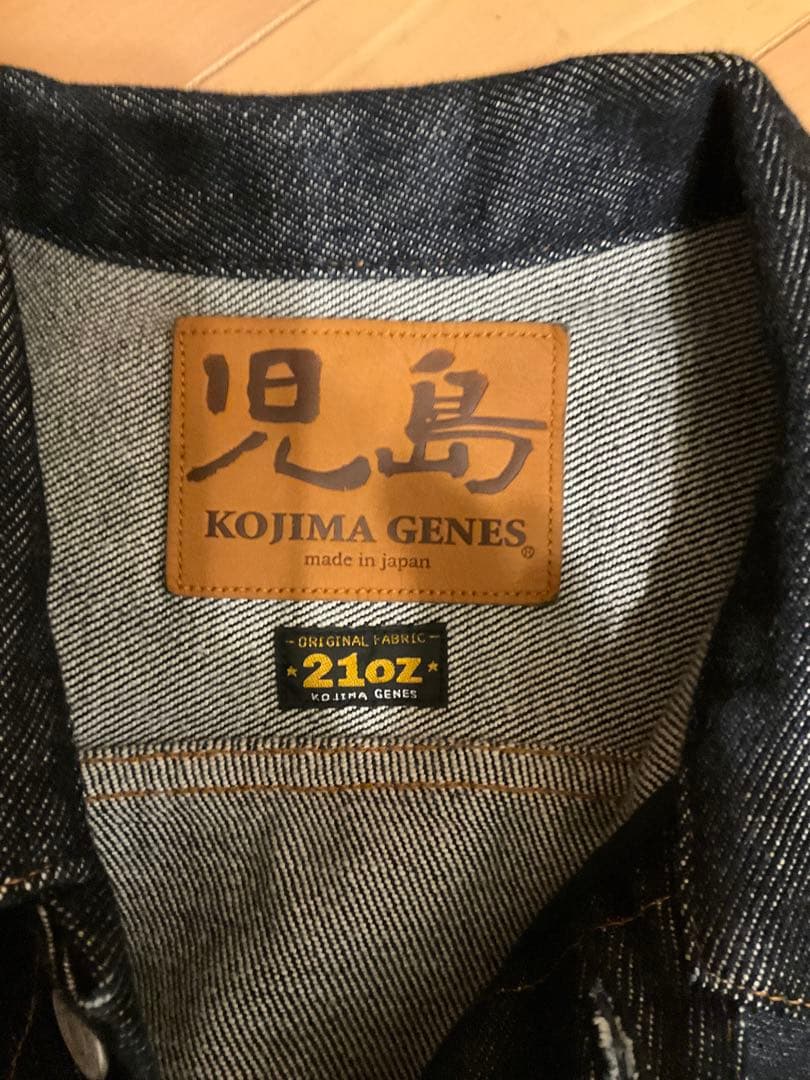 児島
KOJIMA GENES®
made in japan
ORIGINAL FABRIC
21oz
KOJIMA GENES